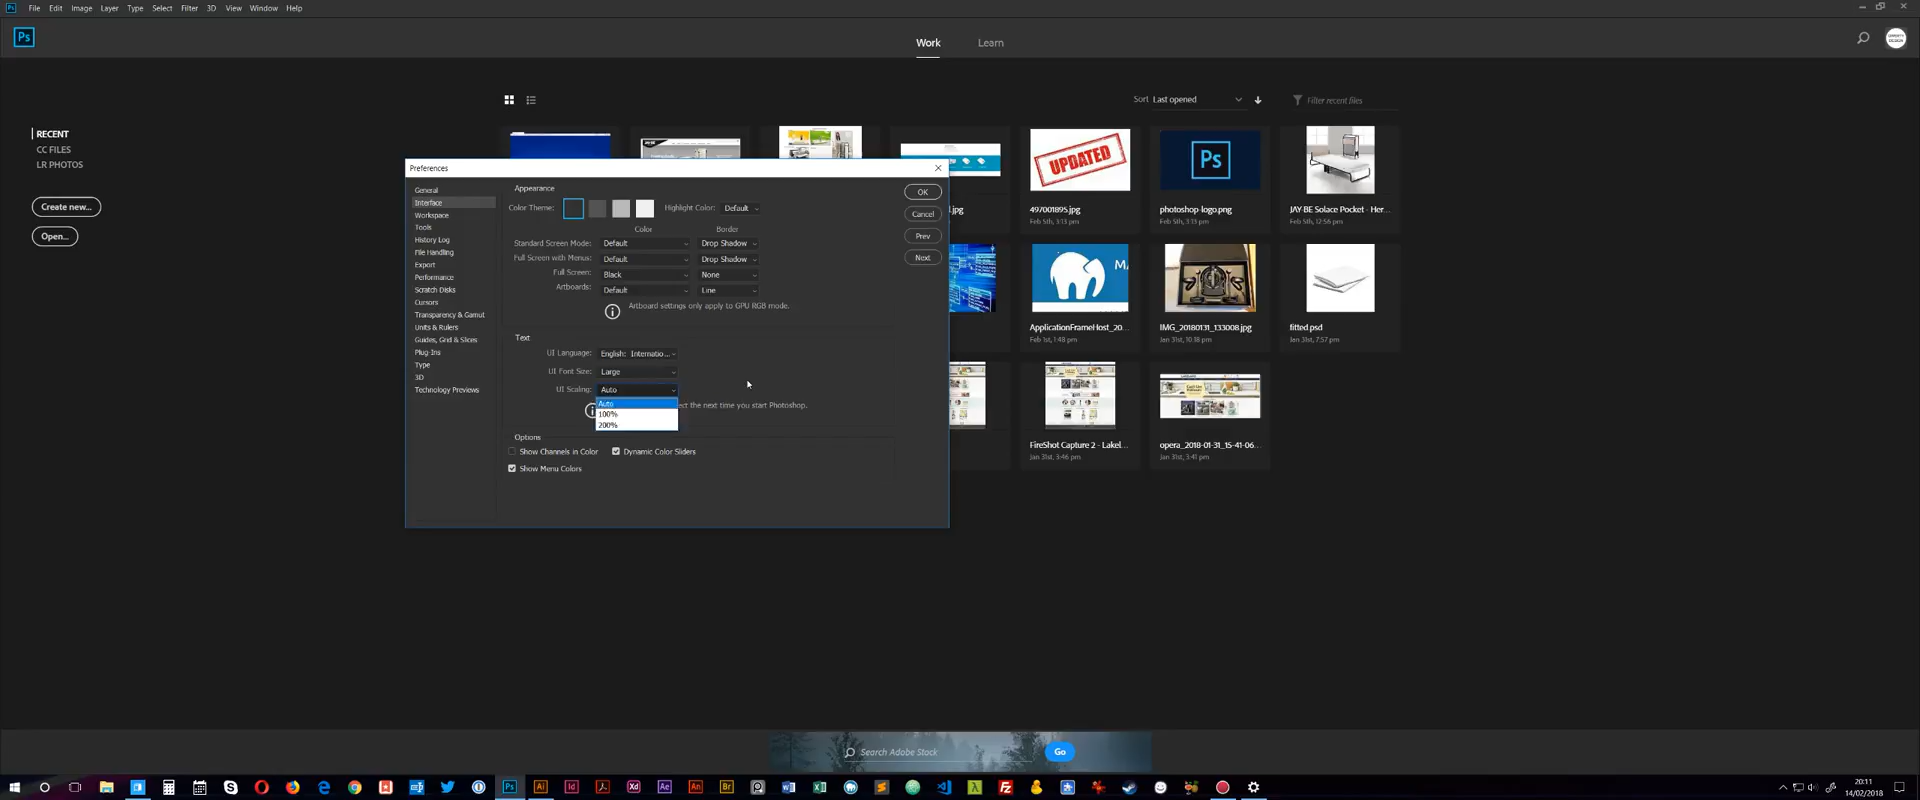 Ps File Edit Image Layer Type Select Filter 3D View Window Help
Ps
Work Learn
Sort Last opened Filter recent files
RECENT
CC FILES
LR PHOTOS
Create new...
Open...
UPDATED
Ps
.jpg
497001895.jpg
Feb 5th, 3:13 pm
photoshop-logo.png
Feb 5th, 3:13 pm
JAY-BE Solace Pocket - Her...
Feb 5th, 12:56 pm
ApplicationFrameHost_20...
Feb 1st, 1:48 pm
IMG_20180131_133008.jpg
Jan 31st, 10:38 pm
fitted.psd
Jan 31st, 7:57 pm
FireShot Capture 2 - Lakel...
Jan 31st, 3:46 pm
opera_2018-01-31_15-41-06...
Jan 31st, 3:41 pm
Preferences
General
Interface
Workspace
Tools
History Log
File Handling
Export
Performance
Scratch Disks
Cursors
Transparency & Gamut
Units & Rulers
Guides, Grid & Slices
Plug-Ins
Type
3D
Technology Previews
Appearance
Color Theme: Highlight Color: Default
Color Border
Standard Screen Mode: Default Drop Shadow
Full Screen with Menus: Default Drop Shadow
Full Screen: Black None
Artboards: Default Line
Artboard settings only apply to GPU RGB mode.
Text
UI Language: English: Internatio...
UI Font Size: Large
UI Scaling: Auto
Auto
100%
200%
ect the next time you start Photoshop.
Options
Show Channels in Color Dynamic Color Sliders
Show Menu Colors
OK
Cancel
Prev
Next
Search Adobe Stock Go
Ps Ai Id Xd Ae An Br
20:11
14/02/2018